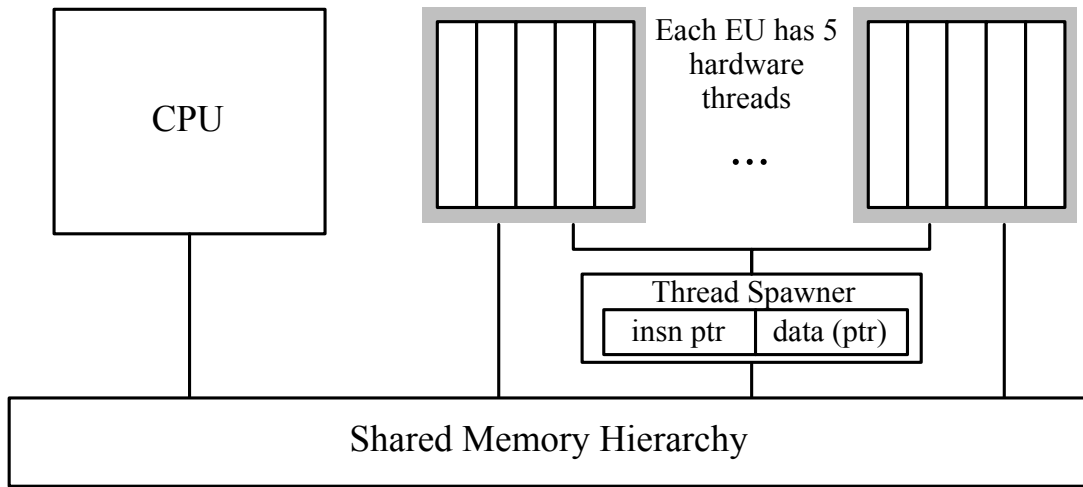 CPU
Each EU has 5
hardware
threads
...
Thread Spawner
insn ptr
data (ptr)
Shared Memory Hierarchy